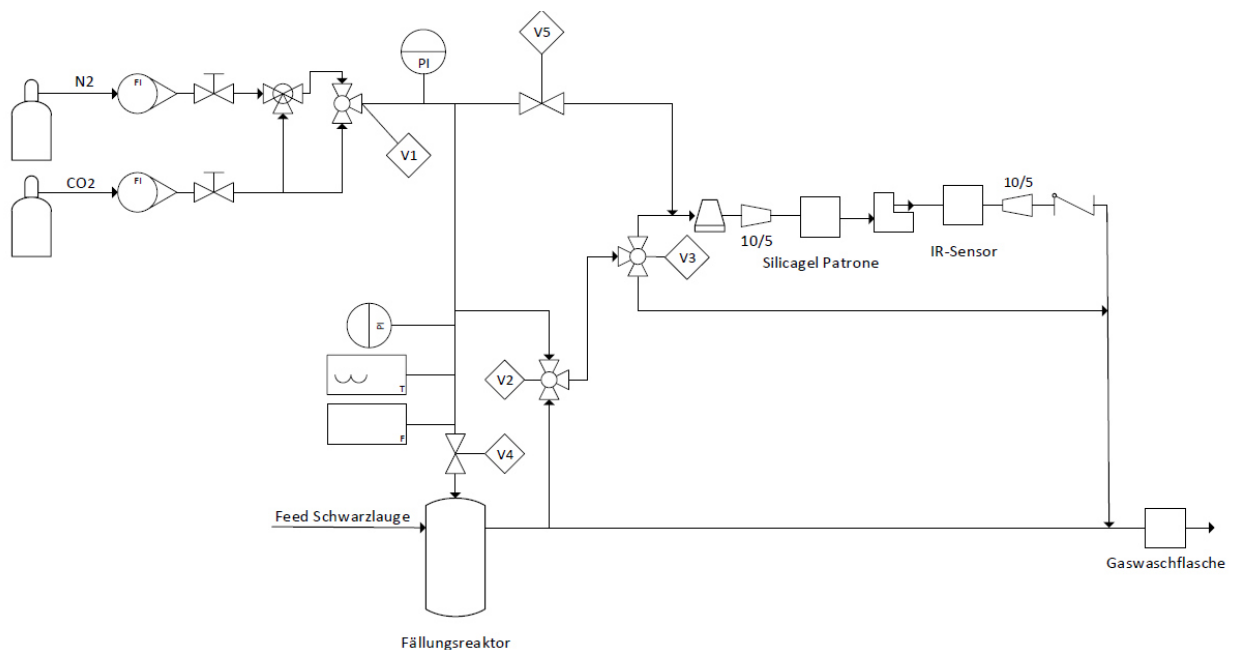 V5
N2
FI
PI
V1
CO2
FI
10/5
10/5
Silicagel Patrone
IR-Sensor
V3
PI
T
V2
F
V4
Feed Schwarzlauge
Gaswaschflasche
Fällungsreaktor